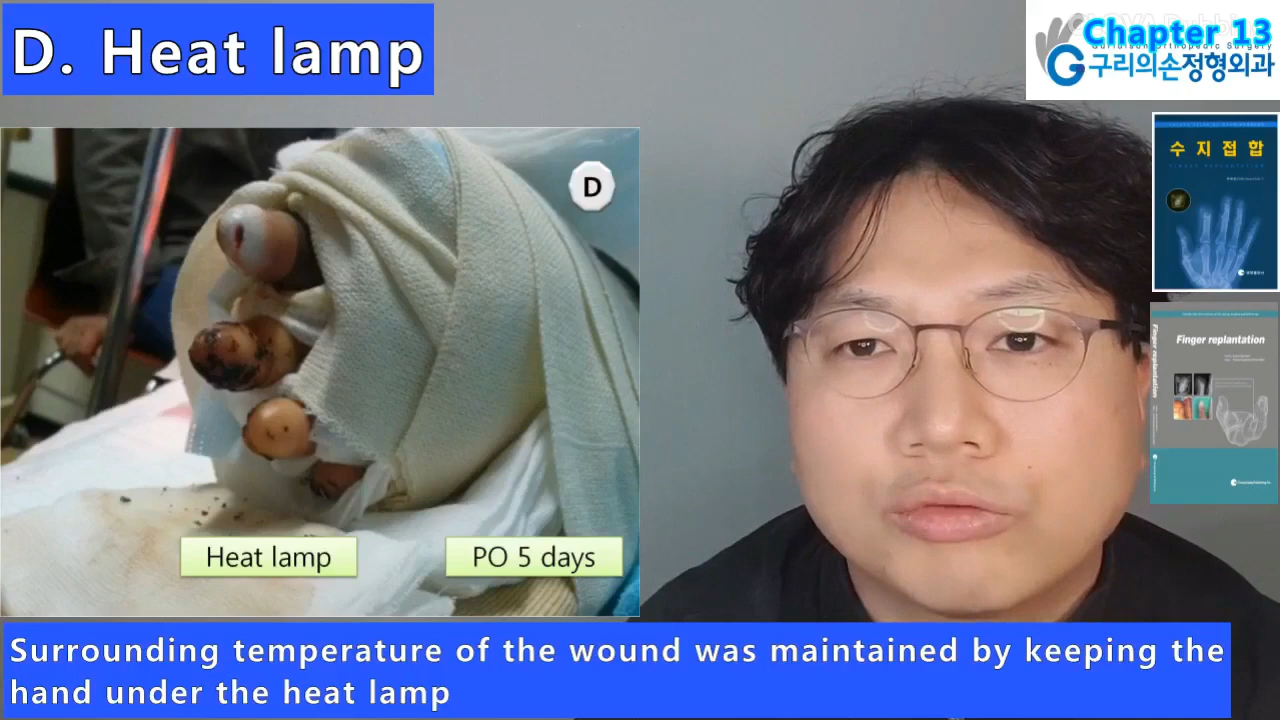 D. Heat lamp
Chapter 13
구리의손정형외과
수지접합
Finger replantation
Finger replantation
D
Heat lamp
PO 5 days
Surrounding temperature of the wound was maintained by keeping the
hand under the heat lamp